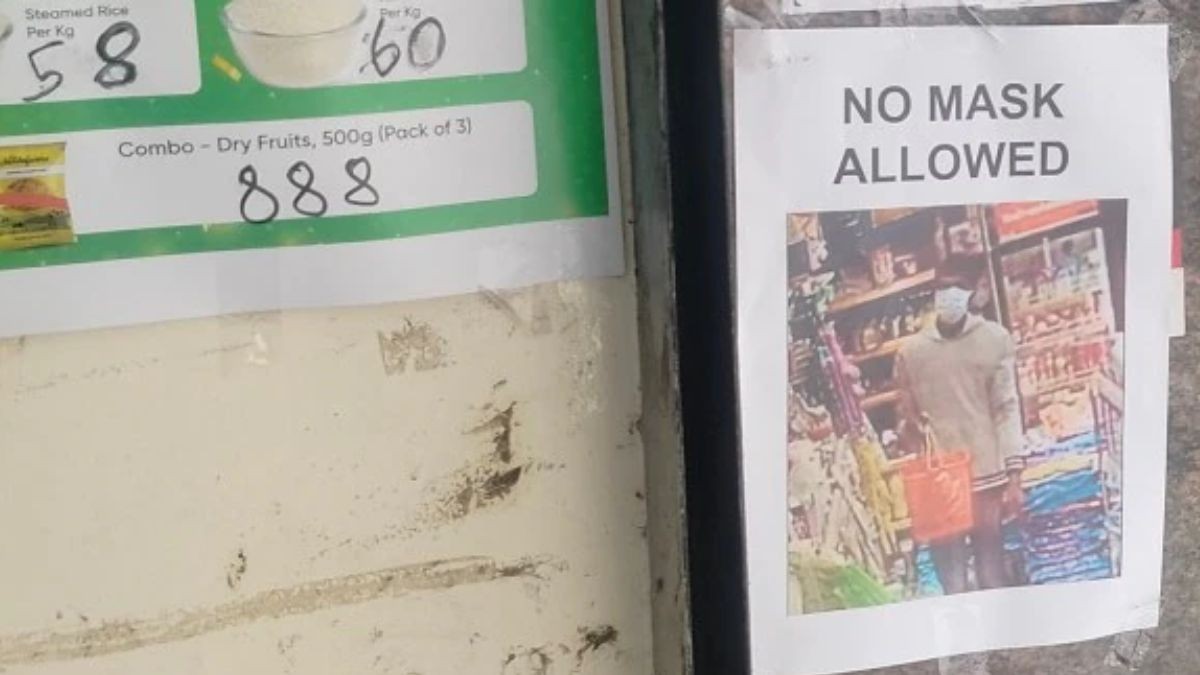 Steamed Rice
Per Kg
58
Per Kg
60
Combo - Dry Fruits, 500g (Pack of 3)
888
NO MASK
ALLOWED